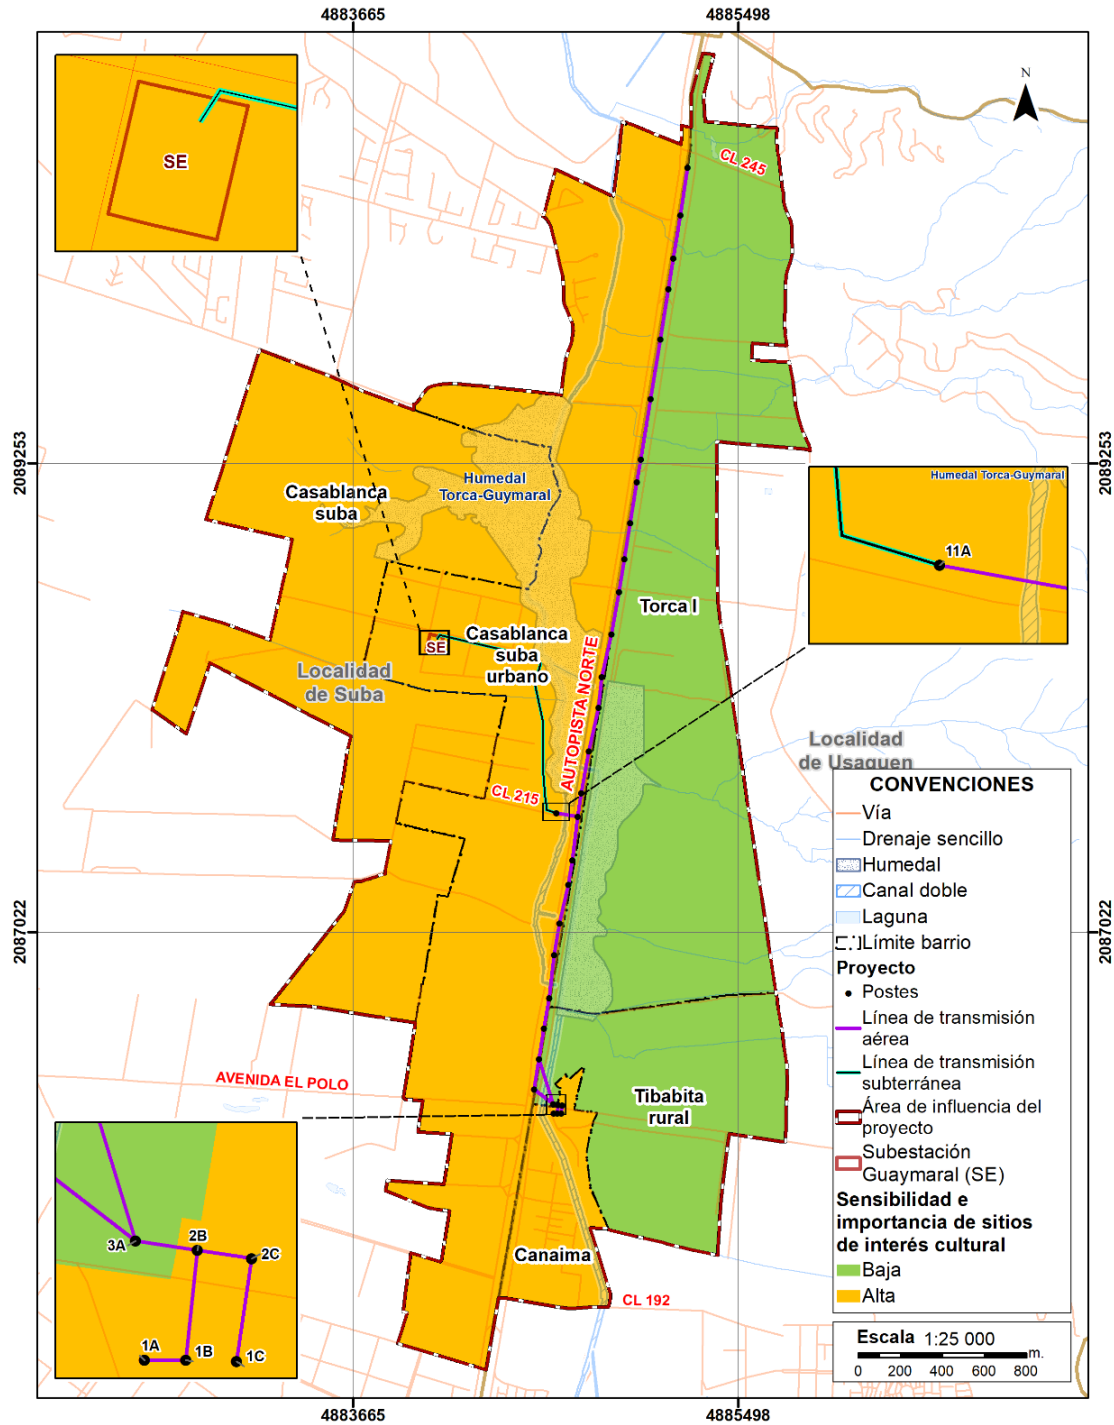 4883665
4885498
N
SE
CL 245
2089253
2089253
Humedal
Torca-Guymaral
Casablanca
suba
Humedal Torca-Guymaral
11A
Torca I
Casablanca
suba
urbano
SE
AUTOPISTA NORTE
Localidad
de Suba
Localidad
de Usaquen
CL 215
CONVENCIONES
Vía
Drenaje sencillo
Humedal
Canal doble
Laguna
Límite barrio
Proyecto
Postes
Línea de transmisión
aérea
Línea de transmisión
subterránea
Área de influencia del
proyecto
Subestación
Guaymaral (SE)
Sensibilidad e
importancia de sitios
de interés cultural
Baja
Alta
2087022
2087022
AVENIDA EL POLO
Tibabita
rural
3A
2B
2C
1A
1B
1C
Canaima
CL 192
Escala 1:25 000
0 200 400 600 800 m.
4883665
4885498